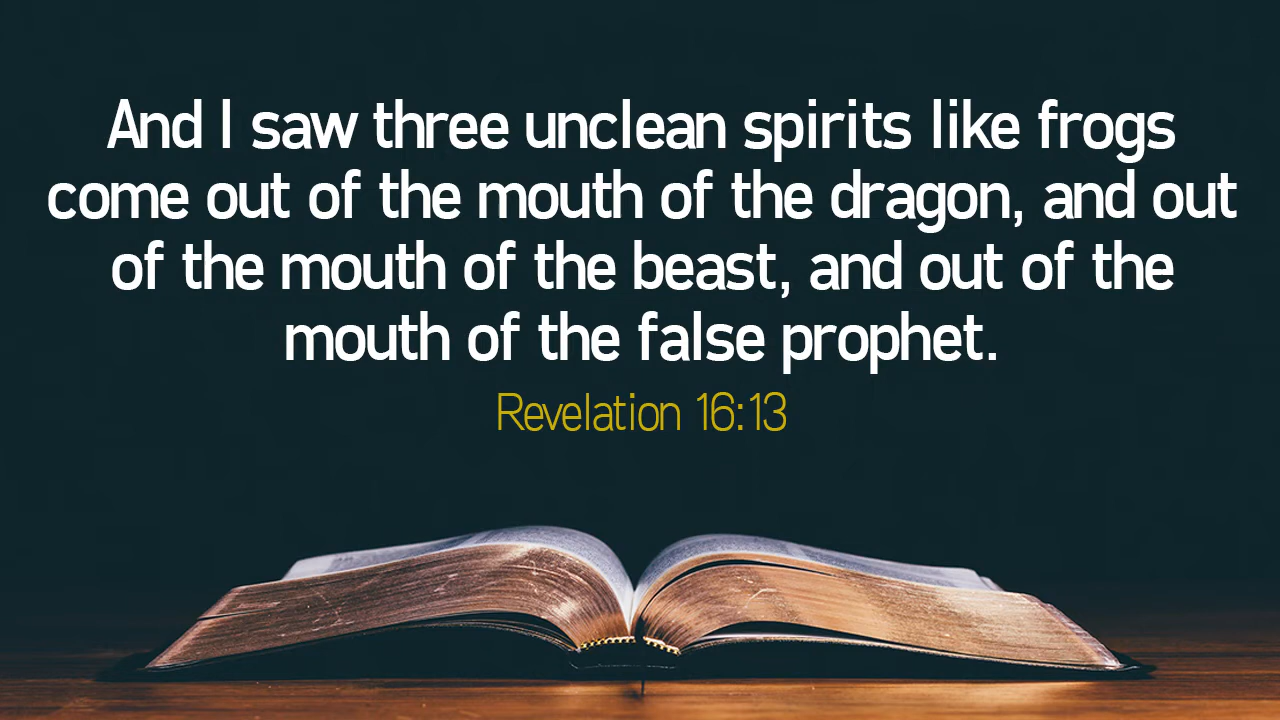 And I saw three unclean spirits like frogs
come out of the mouth of the dragon, and out
of the mouth of the beast, and out of the
mouth of the false prophet.
Revelation 16:13